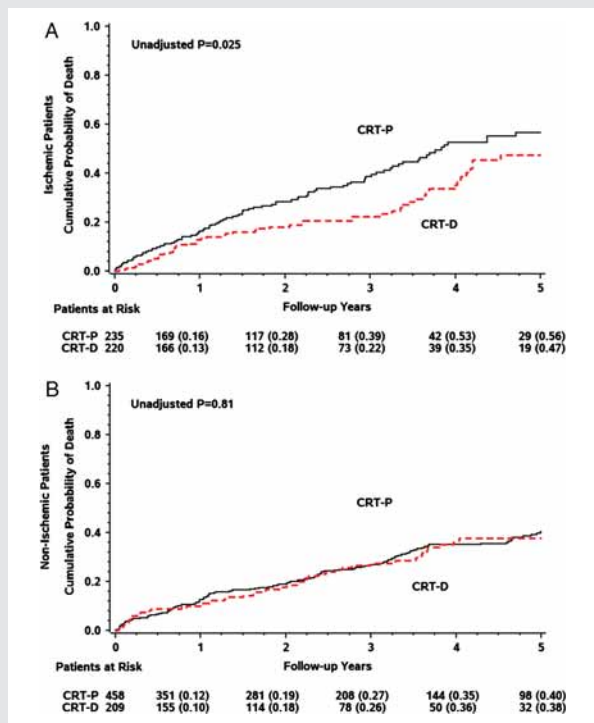 A
Unadjusted P=0.025
Ischemic Patients
Cumulative Probability of Death
1.0
0.8
0.6
0.4
0.2
0.0
CRT-P
CRT-D
0 1 2 3 4 5
Patients at Risk Follow-up Years
CRT-P 235 169 (0.16) 117 (0.28) 81 (0.39) 42 (0.53) 29 (0.56)
CRT-D 220 166 (0.13) 112 (0.18) 73 (0.22) 39 (0.35) 19 (0.47)
B
Unadjusted P=0.81
Non-Ischemic Patients
Cumulative Probability of Death
1.0
0.8
0.6
0.4
0.2
0.0
CRT-P
CRT-D
0 1 2 3 4 5
Patients at Risk Follow-up Years
CRT-P 458 351 (0.12) 281 (0.19) 208 (0.27) 144 (0.35) 98 (0.40)
CRT-D 209 155 (0.10) 114 (0.18) 78 (0.26) 50 (0.36) 32 (0.38)